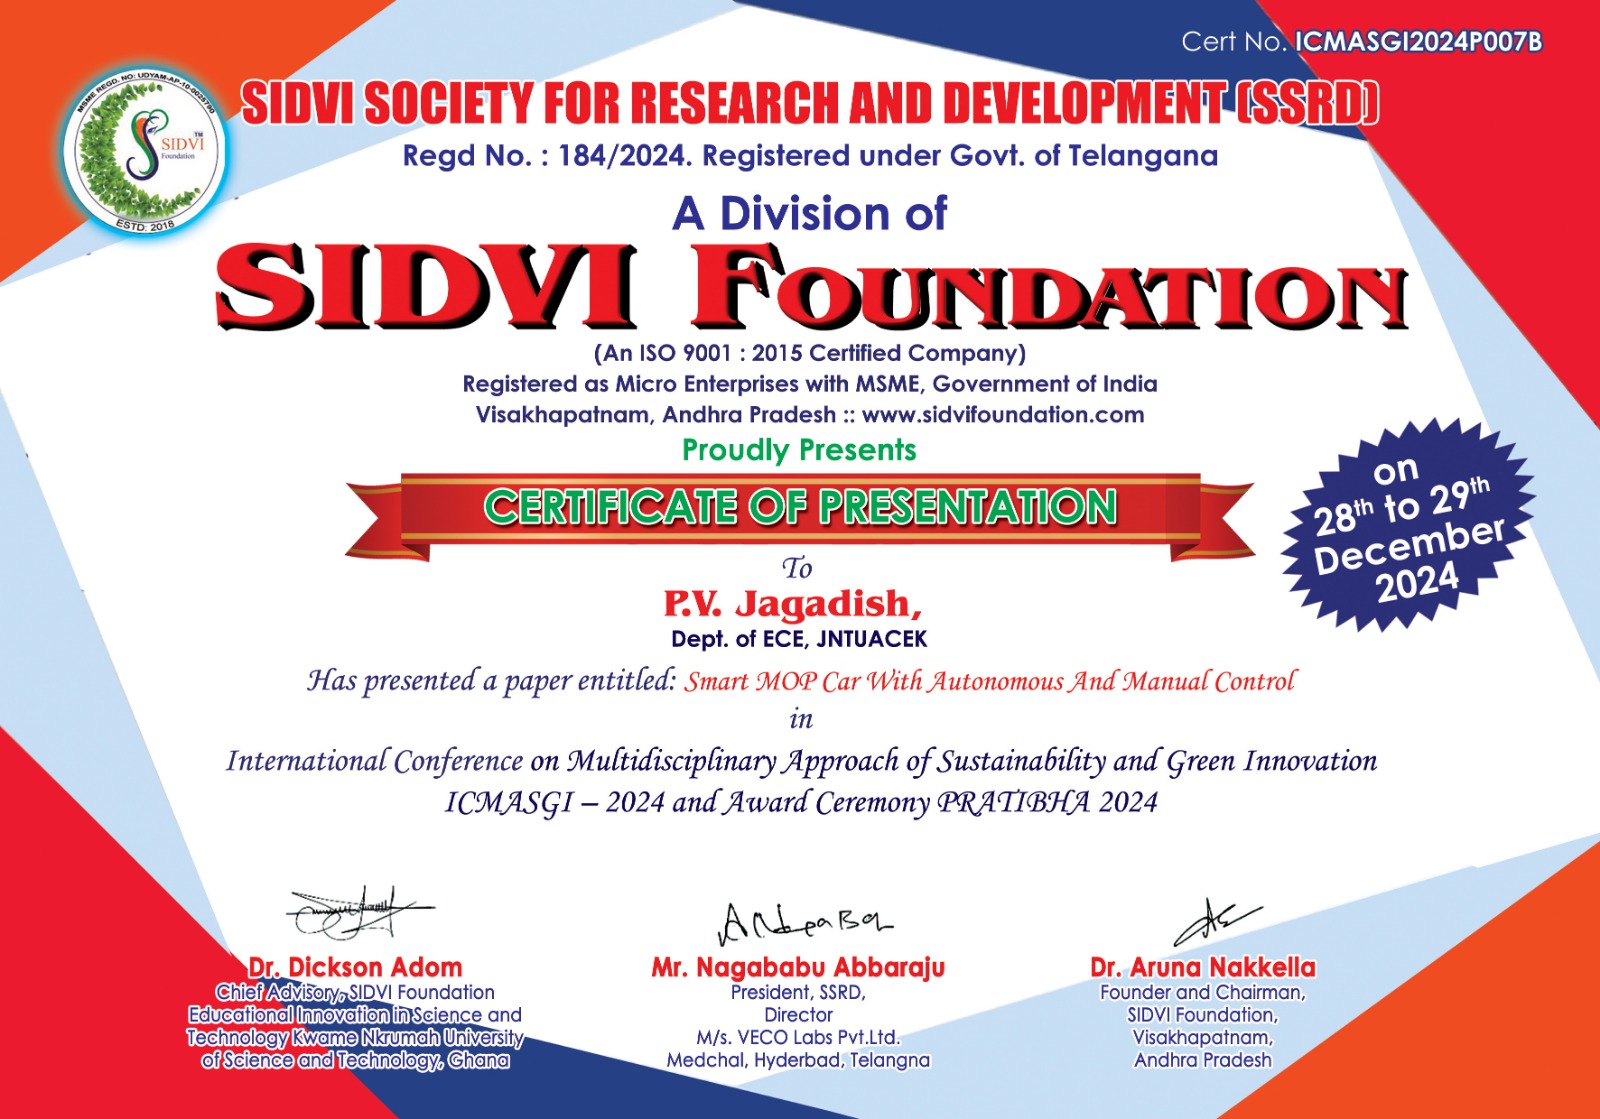 Cert No. ICMASGI2024P007B
MSME REGD. NO: UDYAM-AP-10-0025790
SIDVI TM
Foundation
ESTD: 2018
SIDVI SOCIETY FOR RESEARCH AND DEVELOPMENT (SSRD)
Regd No. : 184/2024. Registered under Govt. of Telangana
A Division of
SIDVI FOUNDATION
(An ISO 9001 : 2015 Certified Company)
Registered as Micro Enterprises with MSME, Government of India
Visakhapatnam, Andhra Pradesh :: www.sidvifoundation.com
Proudly Presents
CERTIFICATE OF PRESENTATION
on
28th to 29th
December
2024
To
P.V. Jagadish,
Dept. of ECE, JNTUACEK
Has presented a paper entitled: Smart MOP Car With Autonomous And Manual Control
in
International Conference on Multidisciplinary Approach of Sustainability and Green Innovation
ICMASGI – 2024 and Award Ceremony PRATIBHA 2024
Dr. Dickson Adom
Chief Advisory, SIDVI Foundation
Educational Innovation in Science and
Technology Kwame Nkrumah University
of Science and Technology, Ghana
Mr. Nagababu Abbaraju
President, SSRD,
Director
M/s. VECO Labs Pvt.Ltd.
Medchal, Hyderbad, Telangna
Dr. Aruna Nakkella
Founder and Chairman,
SIDVI Foundation,
Visakhapatnam,
Andhra Pradesh